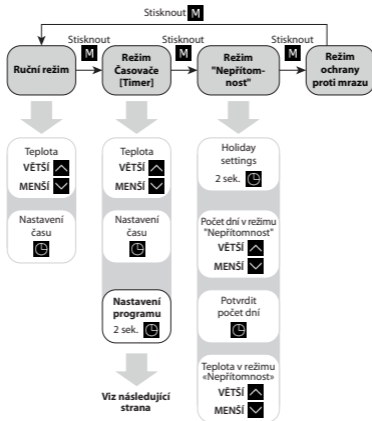 Stisknout M
Stisknout
M
Stisknout
M
Stisknout
M
Ruční režim
Režim
Časovače
[Timer]
Režim
"Nepřítom-
nost"
Režim
ochrany
proti mrazu
Teplota
VĚTŠÍ
MENŠÍ
Nastavení
času
Teplota
VĚTŠÍ
MENŠÍ
Nastavení
času
Nastavení
programu
2 sek.
Viz následující
strana
Holiday
settings
2 sek.
Počet dní v režimu
"Nepřítomnost"
VĚTŠÍ
MENŠÍ
Potvrdit
počet dní
Teplota v režimu
«Nepřítomnost»
VĚTŠÍ
MENŠÍ